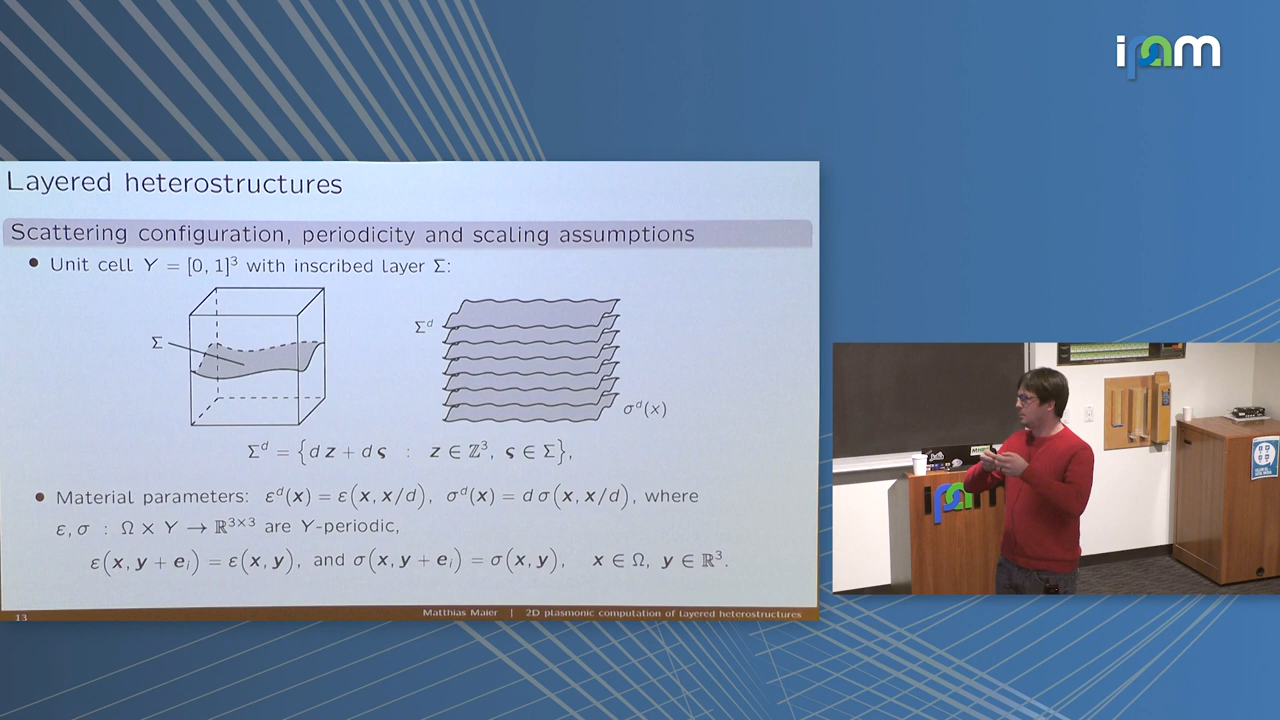 ipam
Layered heterostructures
Scattering configuration, periodicity and scaling assumptions
• Unit cell Y = [0, 1]³ with inscribed layer Σ:
Σ
Σᵈ
σᵈ(x)
Σᵈ = {d z + d ς : z ∈ ℤ³, ς ∈ Σ},
• Material parameters: εᵈ(x) = ε(x, x/d), σᵈ(x) = d σ(x, x/d), where
ε, σ : Ω × Y → ℝ³ˣ³ are Y-periodic,
ε(x, y + eᵢ) = ε(x, y), and σ(x, y + eᵢ) = σ(x, y), x ∈ Ω, y ∈ ℝ³.
13
Matthias Maier | 2D plasmonic computation of layered heterostructures
ipam